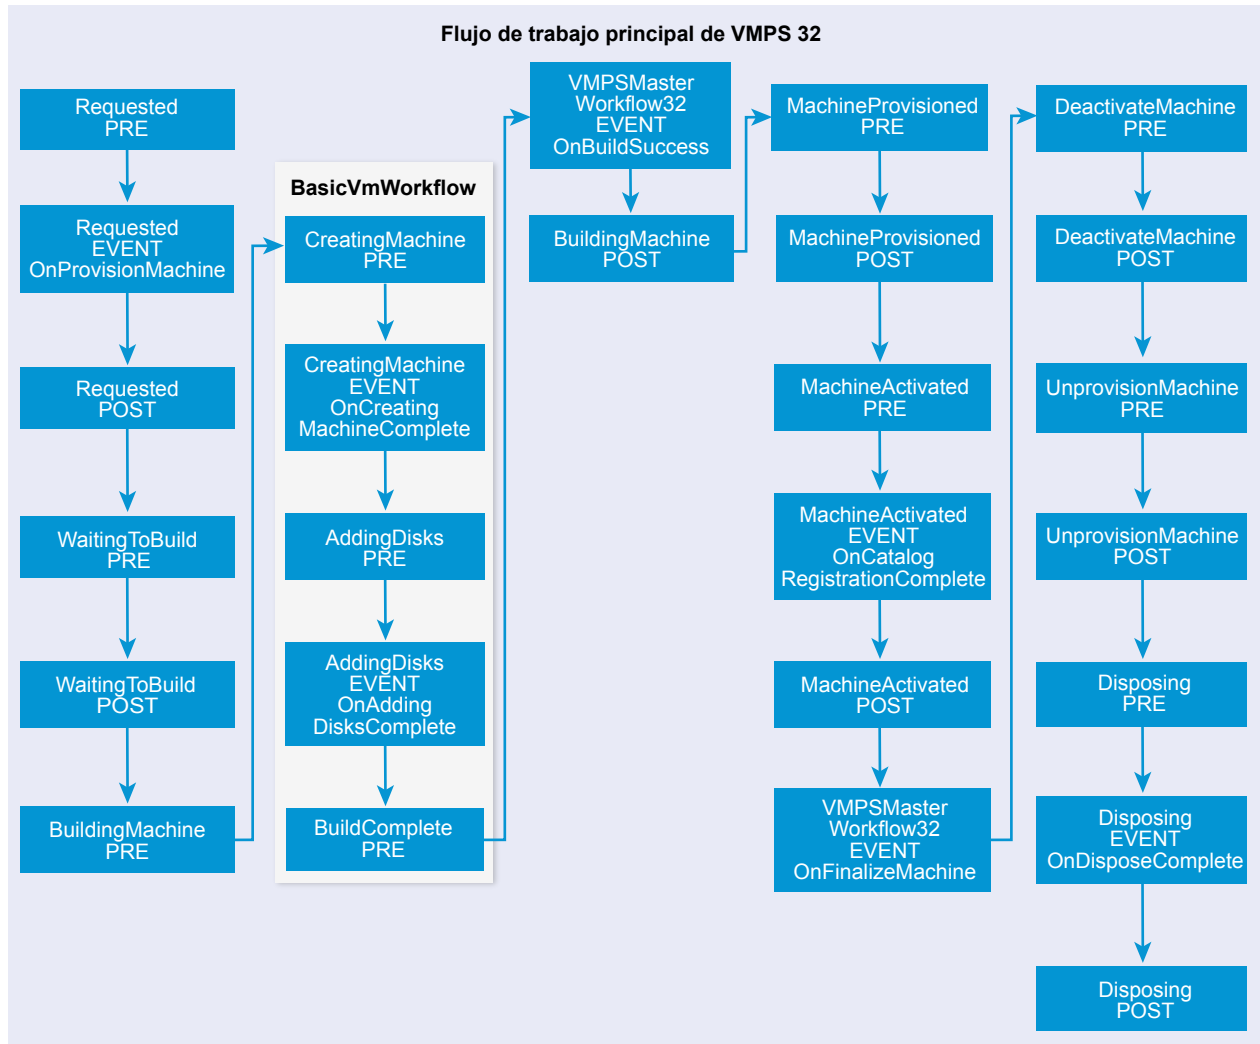 Flujo de trabajo principal de VMPS 32
Requested
PRE
Requested
EVENT
OnProvisionMachine
Requested
POST
WaitingToBuild
PRE
WaitingToBuild
POST
BuildingMachine
PRE
BasicVmWorkflow
CreatingMachine
PRE
CreatingMachine
EVENT
OnCreating
MachineComplete
AddingDisks
PRE
AddingDisks
EVENT
OnAdding
DisksComplete
BuildComplete
PRE
VMPSMaster
Workflow32
EVENT
OnBuildSuccess
BuildingMachine
POST
MachineProvisioned
PRE
MachineProvisioned
POST
MachineActivated
PRE
MachineActivated
EVENT
OnCatalog
RegistrationComplete
MachineActivated
POST
VMPSMaster
Workflow32
EVENT
OnFinalizeMachine
DeactivateMachine
PRE
DeactivateMachine
POST
UnprovisionMachine
PRE
UnprovisionMachine
POST
Disposing
PRE
Disposing
EVENT
OnDisposeComplete
Disposing
POST